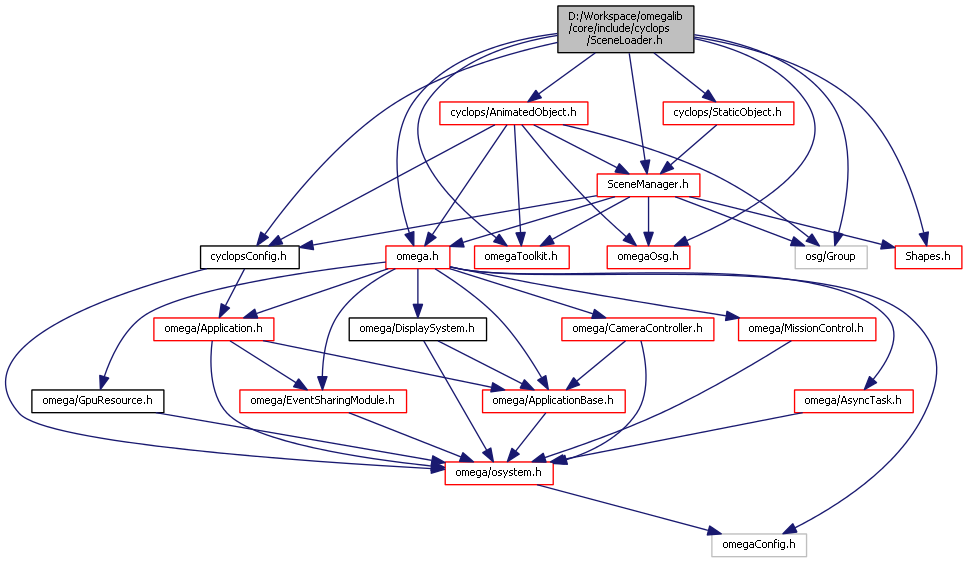 D:/Workspace/omegalib
/core/include/cyclops
/SceneLoader.h
cyclops/AnimatedObject.h
cyclops/StaticObject.h
SceneManager.h
cyclopsConfig.h
omega.h
omegaToolkit.h
omegaOsg.h
osg/Group
Shapes.h
omega/Application.h
omega/DisplaySystem.h
omega/CameraController.h
omega/MissionControl.h
omega/GpuResource.h
omega/EventSharingModule.h
omega/ApplicationBase.h
omega/AsyncTask.h
omega/osystem.h
omegaConfig.h